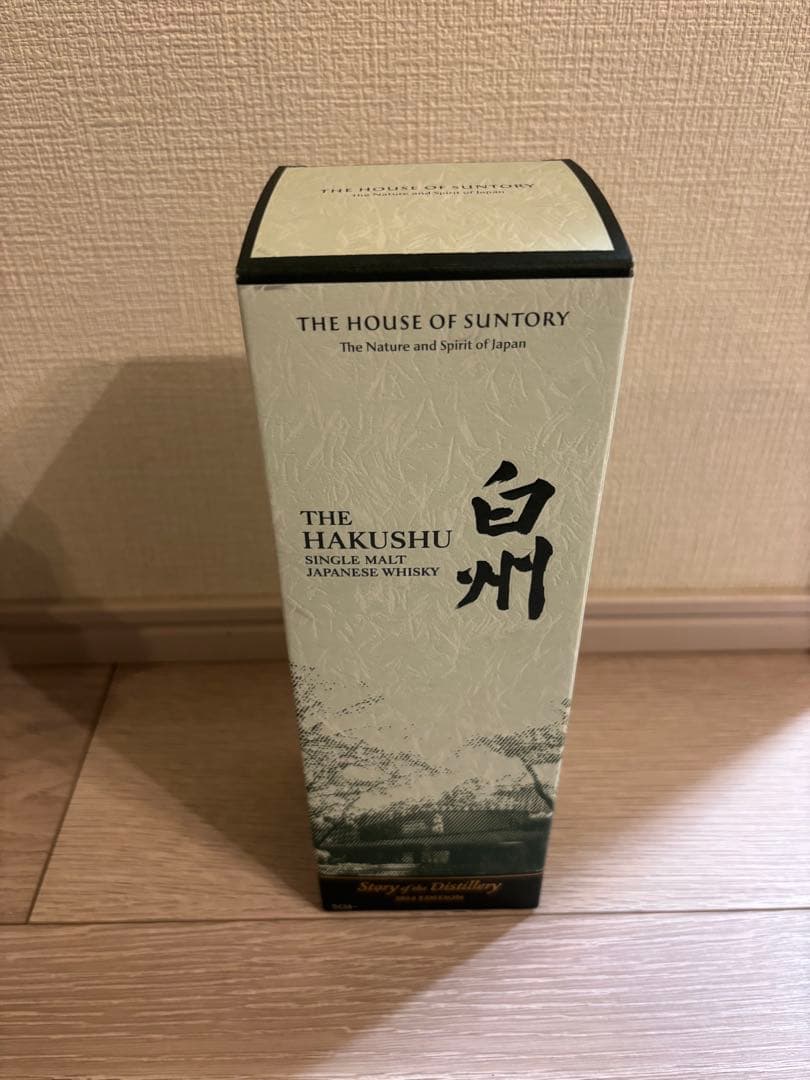 THE HOUSE OF SUNTORY
The Nature and Spirit of Japan
THE HOUSE OF SUNTORY
The Nature and Spirit of Japan
白州
THE
HAKUSHU
SINGLE MALT
JAPANESE WHISKY
Story of the Distillery
2024 EDITION